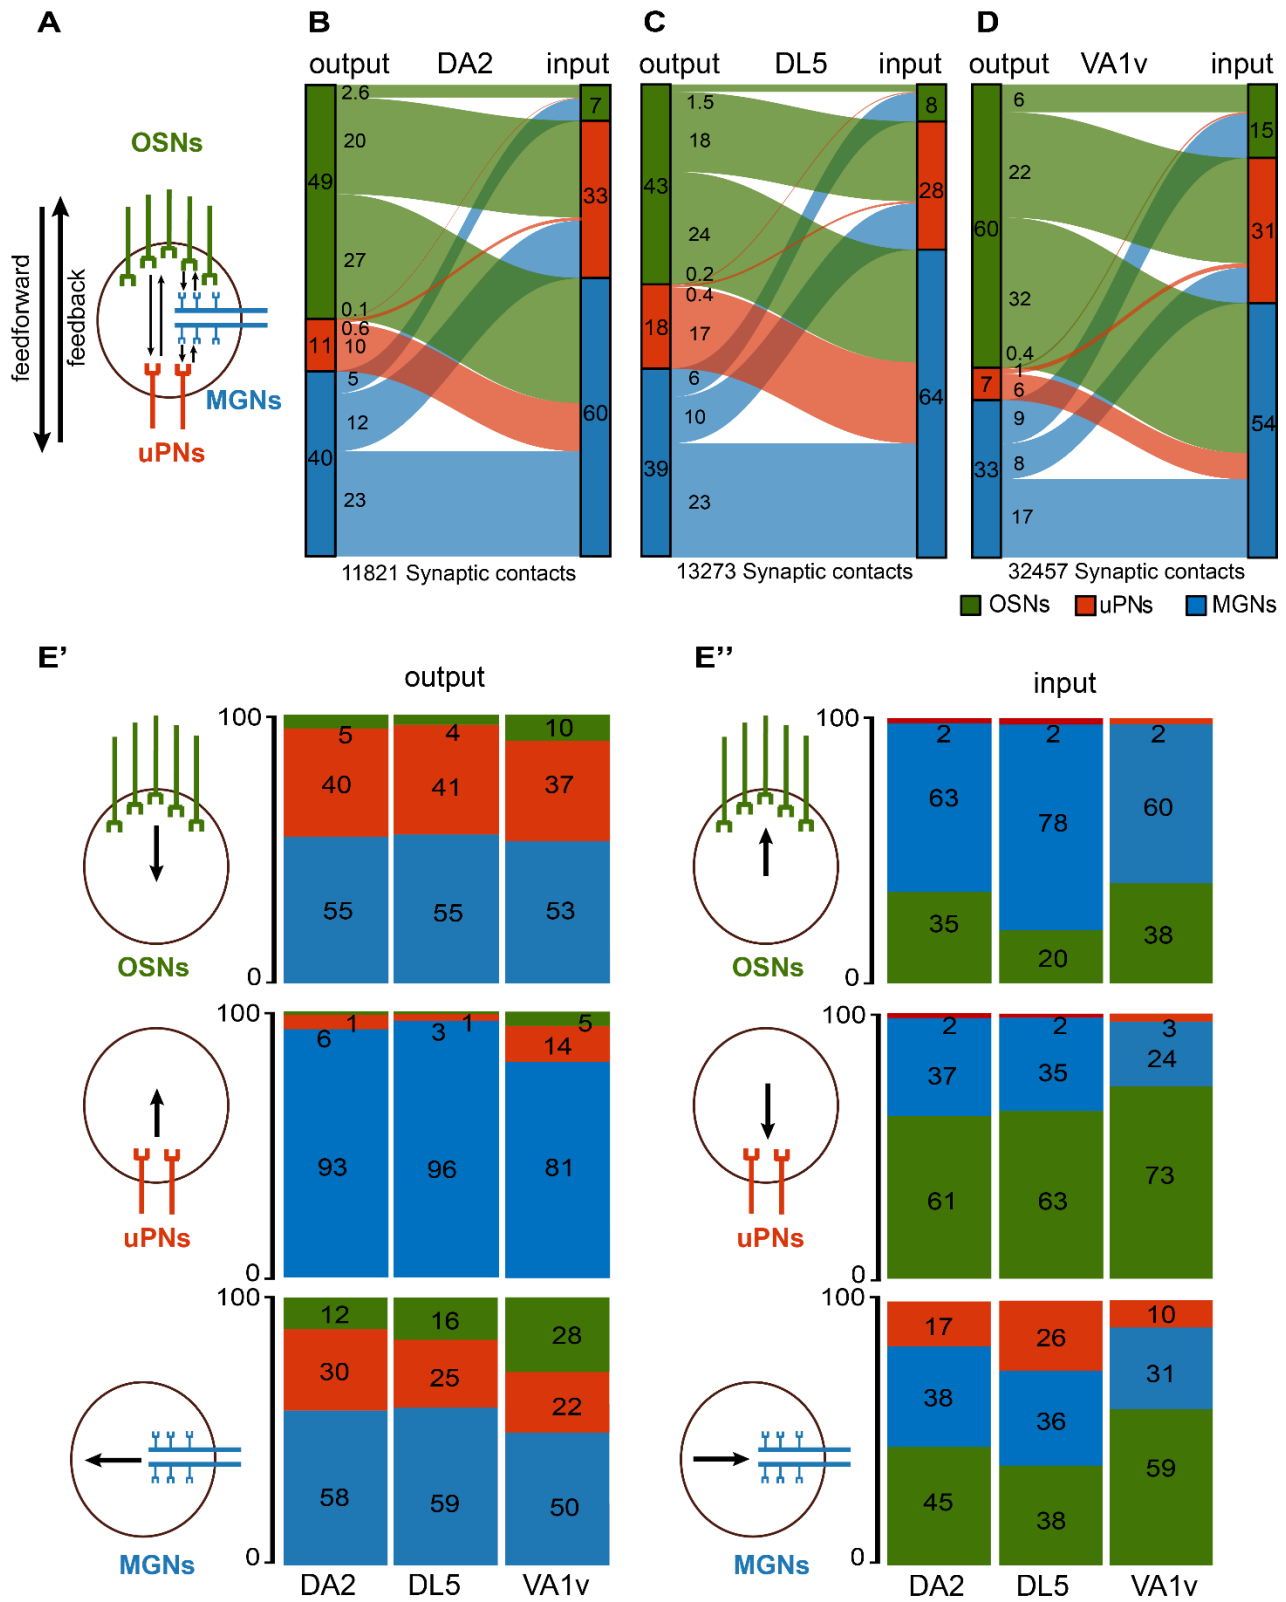 A
OSNs
feedforward
feedback
MGNs
uPNs
B
output DA2 input
2.6
20
49
27
0.1
0.6
11
10
5
12
40
23
7
33
60
11821 Synaptic contacts
C
output DL5 input
1.5
18
43
24
0.2
0.4
18
17
6
10
39
23
8
28
64
13273 Synaptic contacts
D
output VA1v input
6
22
60
32
0.4
1
7
6
9
8
33
17
15
31
54
32457 Synaptic contacts
OSNs uPNs MGNs
E’
output
100
0
OSNs
5 4 10
40 41 37
55 55 53
100
0
uPNs
1 1 5
6 3 14
93 96 81
100
0
MGNs
12 16 28
30 25 22
58 59 50
DA2 DL5 VA1v
E’’
input
100
0
OSNs
2 2 2
63 78 60
35 20 38
100
0
uPNs
2 2 3
37 35 24
61 63 73
100
0
MGNs
17 26 10
38 36 31
45 38 59
DA2 DL5 VA1v